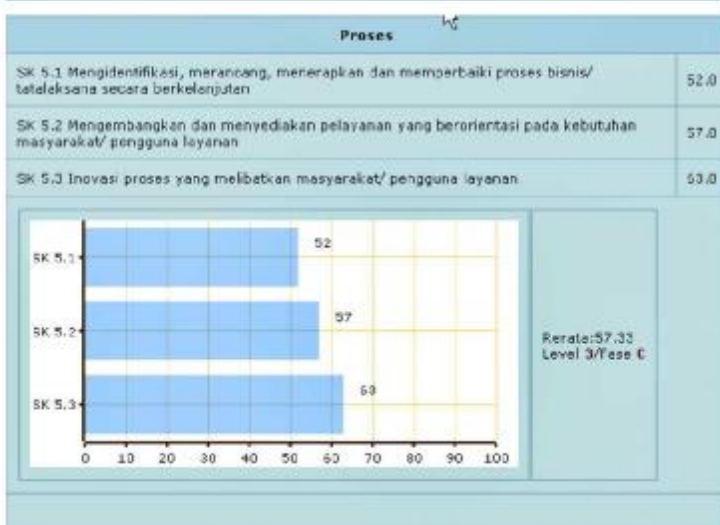 Proses
SK 5.1 Mengidentifikasi, merancang, menerapkan dan memperbaiki proses bisnis/
tatalaksana secara berkelanjutan
52.0
SK 5.2 Mengembangkan dan menyediakan pelayanan yang berorientasi pada kebutuhan
masyarakat/ pengguna layanan
57.0
SK 5.3 Inovasi proses yang melibatkan masyarakat/ pengguna layanan
63.0
SK 5.1
52
SK 5.2
57
SK 5.3
63
0 10 20 30 40 50 60 70 80 90 100
Rerata:57.33
Level 3/Fase C